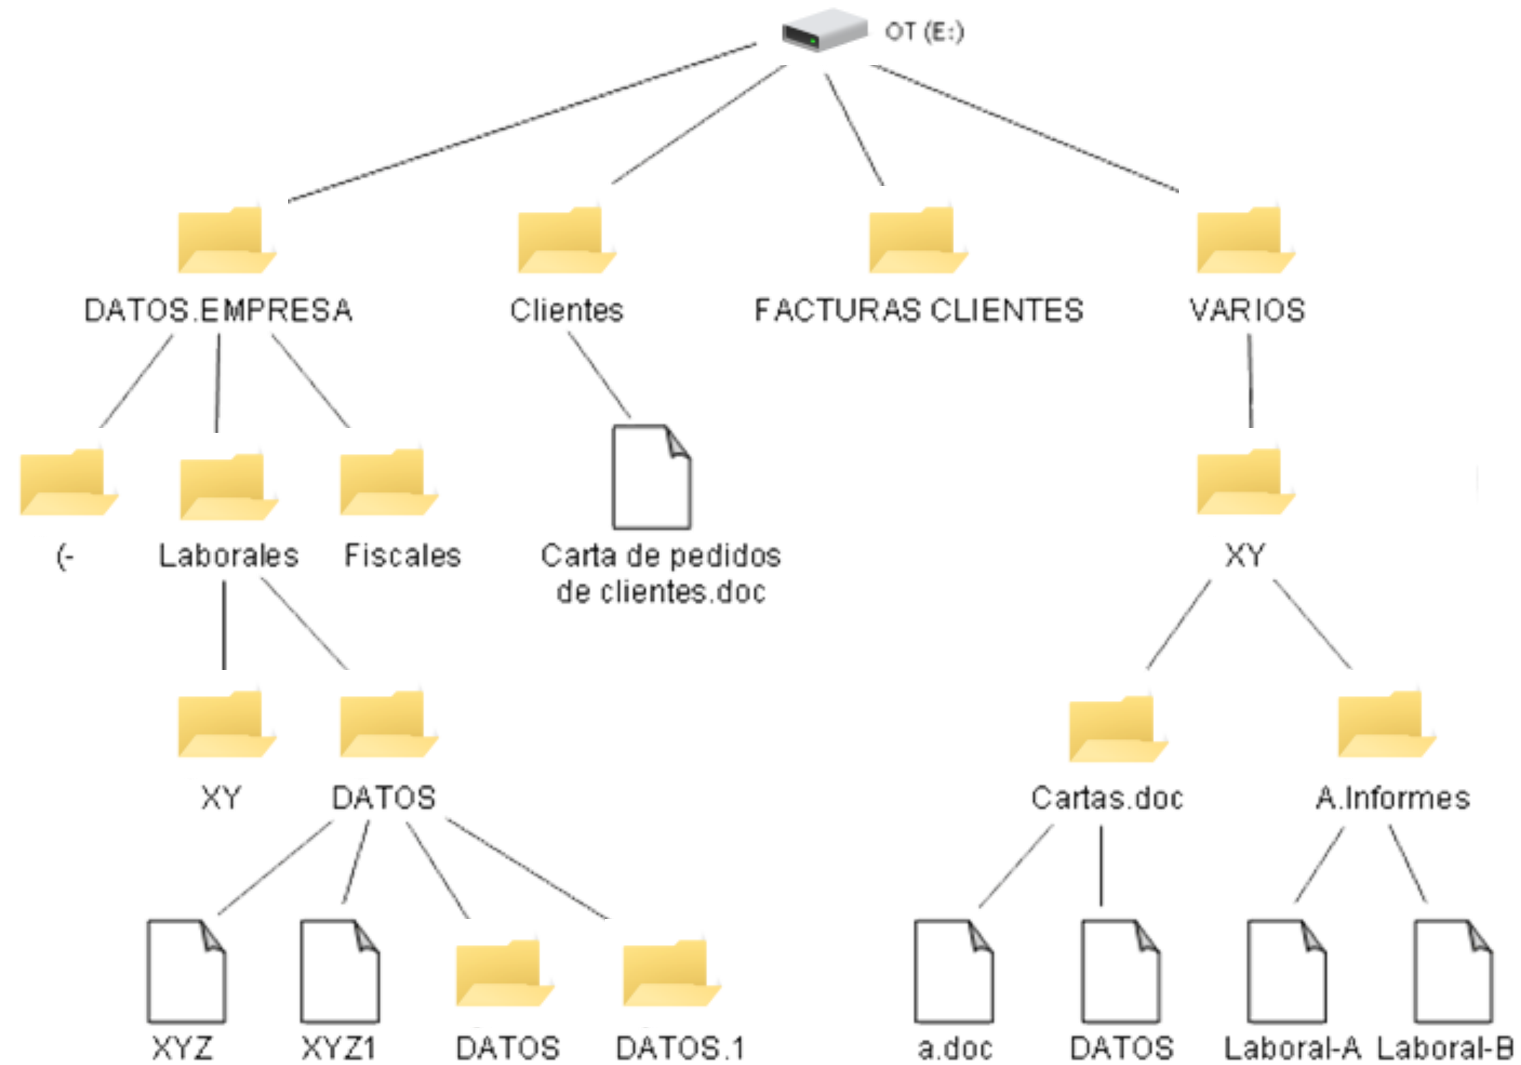 OT (E:)
DATOS.EMPRESA
Clientes
FACTURAS CLIENTES
VARIOS
(-
Laborales
Fiscales
Carta de pedidos
de clientes.doc
XY
XY
DATOS
Cartas.doc
A.Informes
XYZ
XYZ1
DATOS
DATOS.1
a.doc
DATOS
Laboral-A
Laboral-B